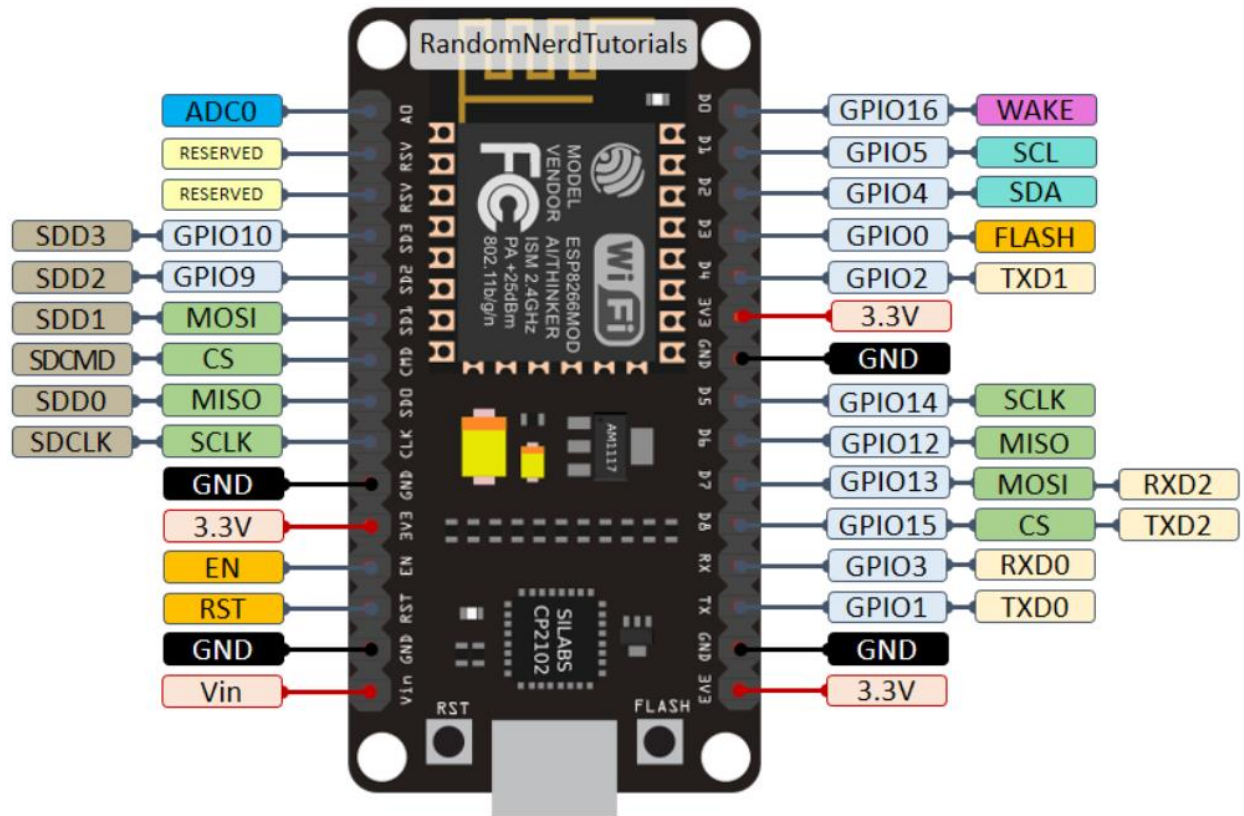 RandomNerdTutorials
ADC0
RESERVED
RESERVED
SDD3 GPIO10
SDD2 GPIO9
SDD1 MOSI
SDCMD CS
SDD0 MISO
SDCLK SCLK
GND
3.3V
EN
RST
GND
Vin
A0
RSV
RSV
SD3
SD2
SD1
CMD
SD0
CLK
GND
3V3
EN
RST
GND
Vin
MODEL
VENDOR
ESP8266MOD
AI/THINKER
ISM 2.4GHz
PA +25dBm
802.11b/g/n
FC
WiFi
AM1117
SILABS
CP2102
RST
FLASH
D0
D1
D2
D3
D4
3V3
GND
D5
D6
D7
D8
RX
TX
GND
3V3
GPIO16 WAKE
GPIO5 SCL
GPIO4 SDA
GPIO0 FLASH
GPIO2 TXD1
3.3V
GND
GPIO14 SCLK
GPIO12 MISO
GPIO13 MOSI RXD2
GPIO15 CS TXD2
GPIO3 RXD0
GPIO1 TXD0
GND
3.3V